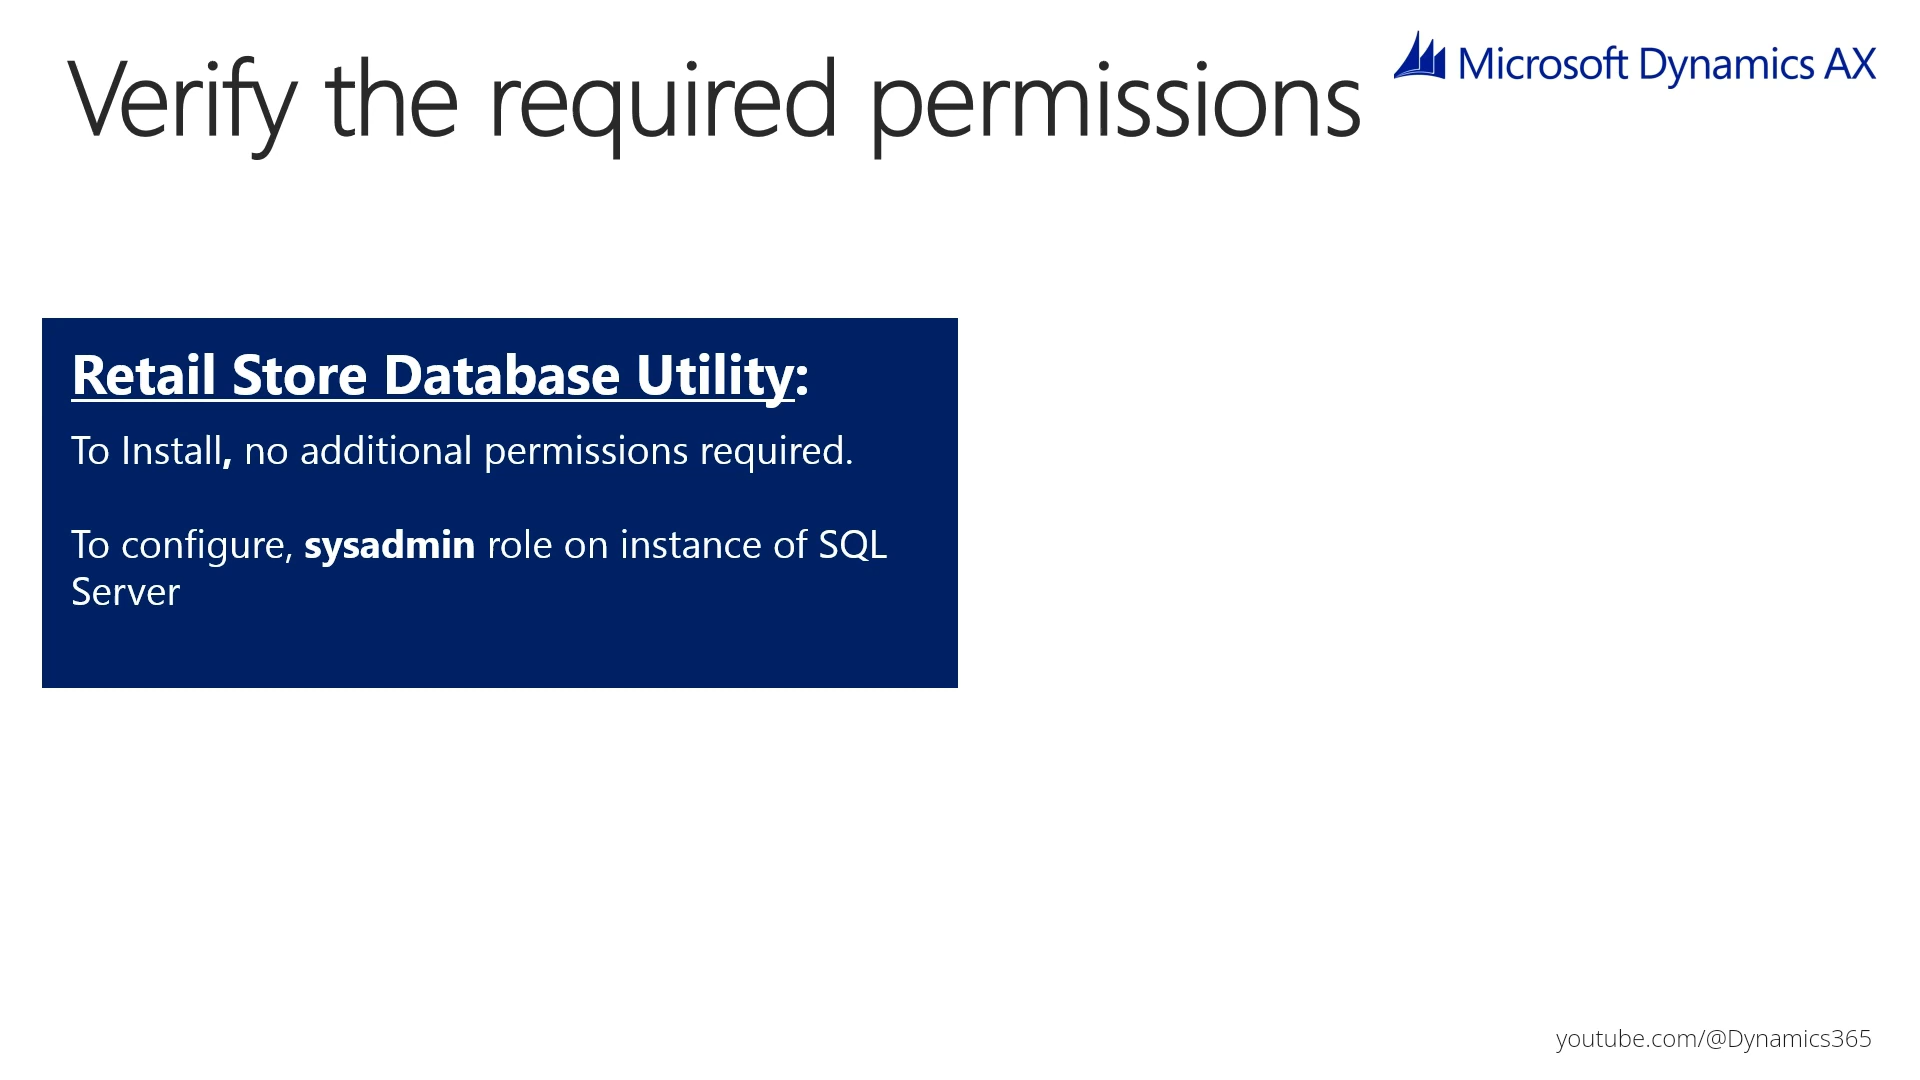 Verify the required permissions
Microsoft Dynamics AX
Retail Store Database Utility:
To Install, no additional permissions required.
To configure, sysadmin role on instance of SQL
Server
youtube.com/@Dynamics365